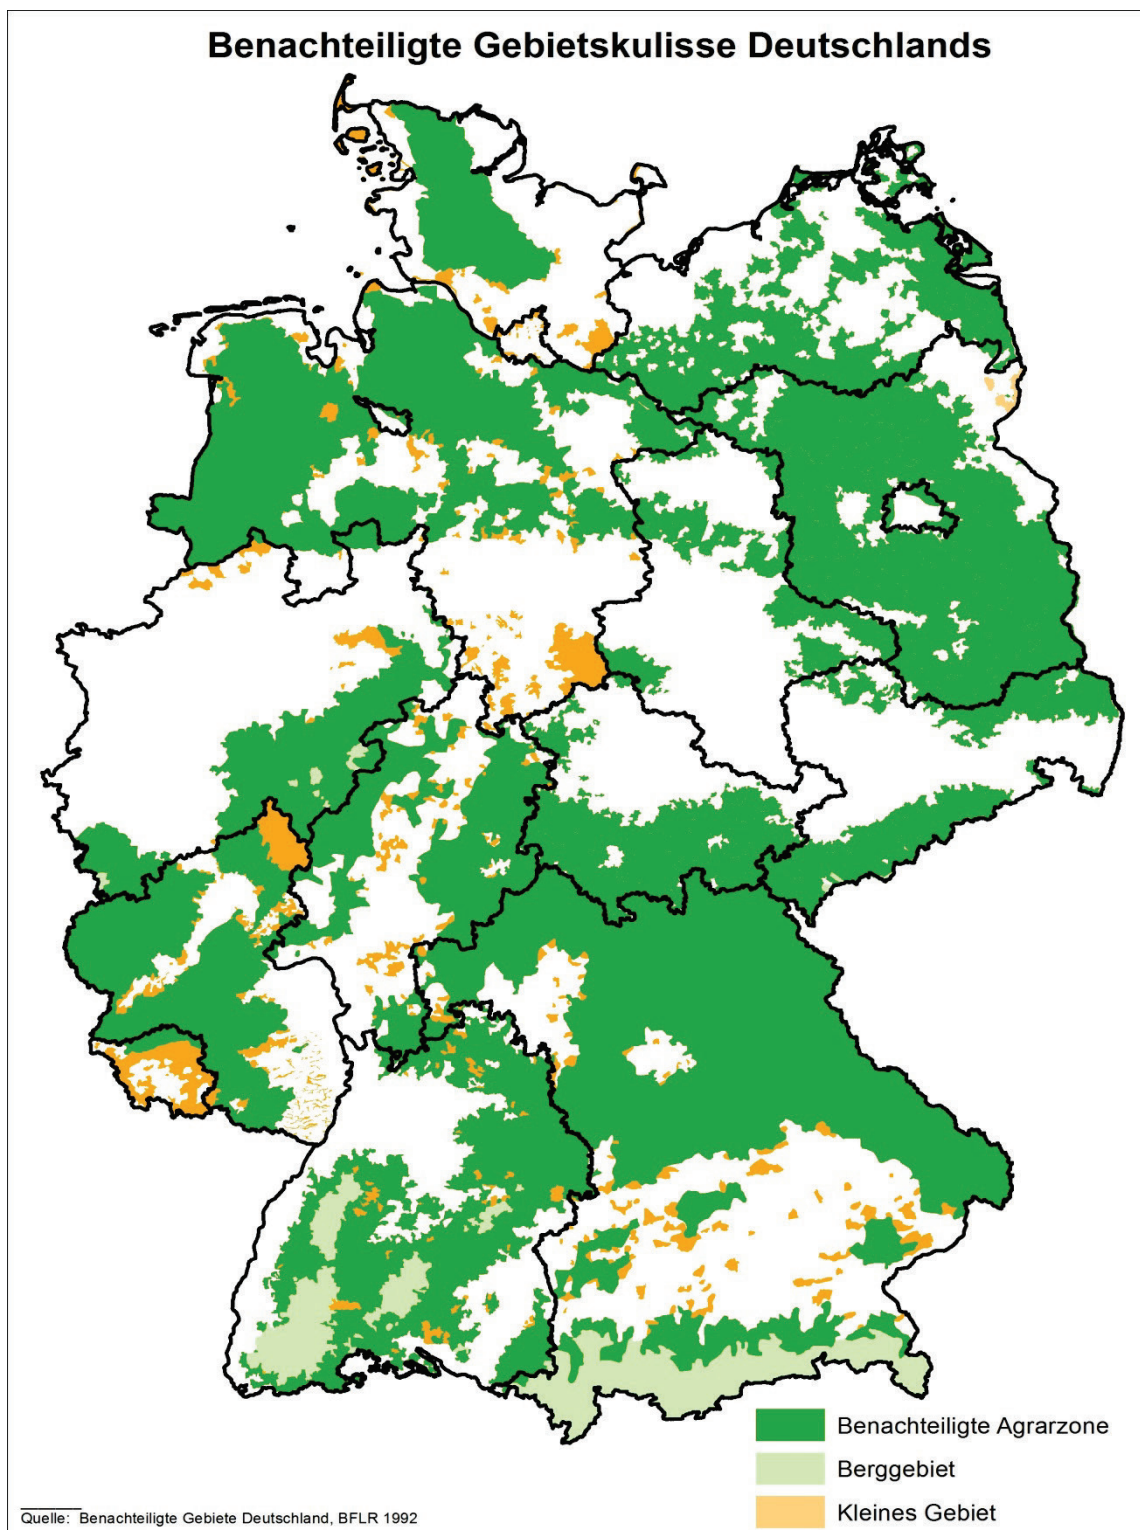 Benachteiligte Gebietskulisse Deutschlands
Benachteiligte Agrarzone
Berggebiet
Kleines Gebiet
Quelle: Benachteiligte Gebiete Deutschland, BFLR 1992